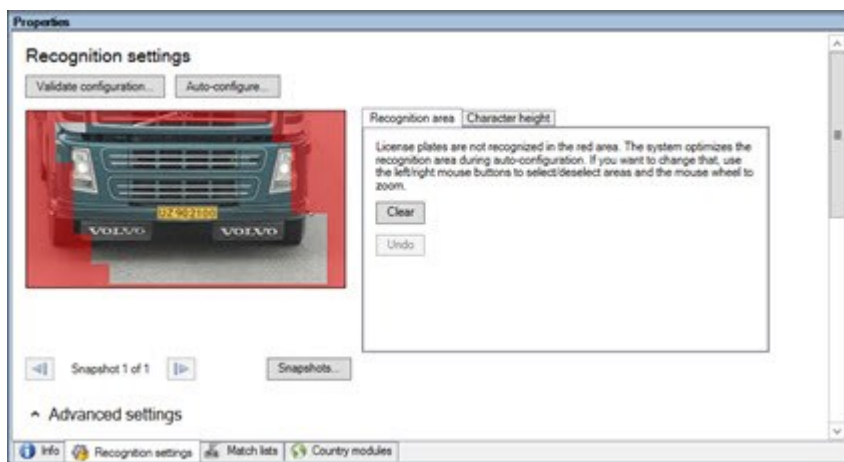 Properties
Recognition settings
Validate configuration...
Auto-configure...
Recognition area
Character height
License plates are not recognized in the red area. The system optimizes the
recognition area during auto-configuration. If you want to change that, use
the left/right mouse buttons to select/deselect areas and the mouse wheel to
zoom.
Clear
Undo
UZ 902100
VOLVO
VOLVO
Snapshot 1 of 1
Snapshots...
Advanced settings
Info
Recognition settings
Match lists
Country modules